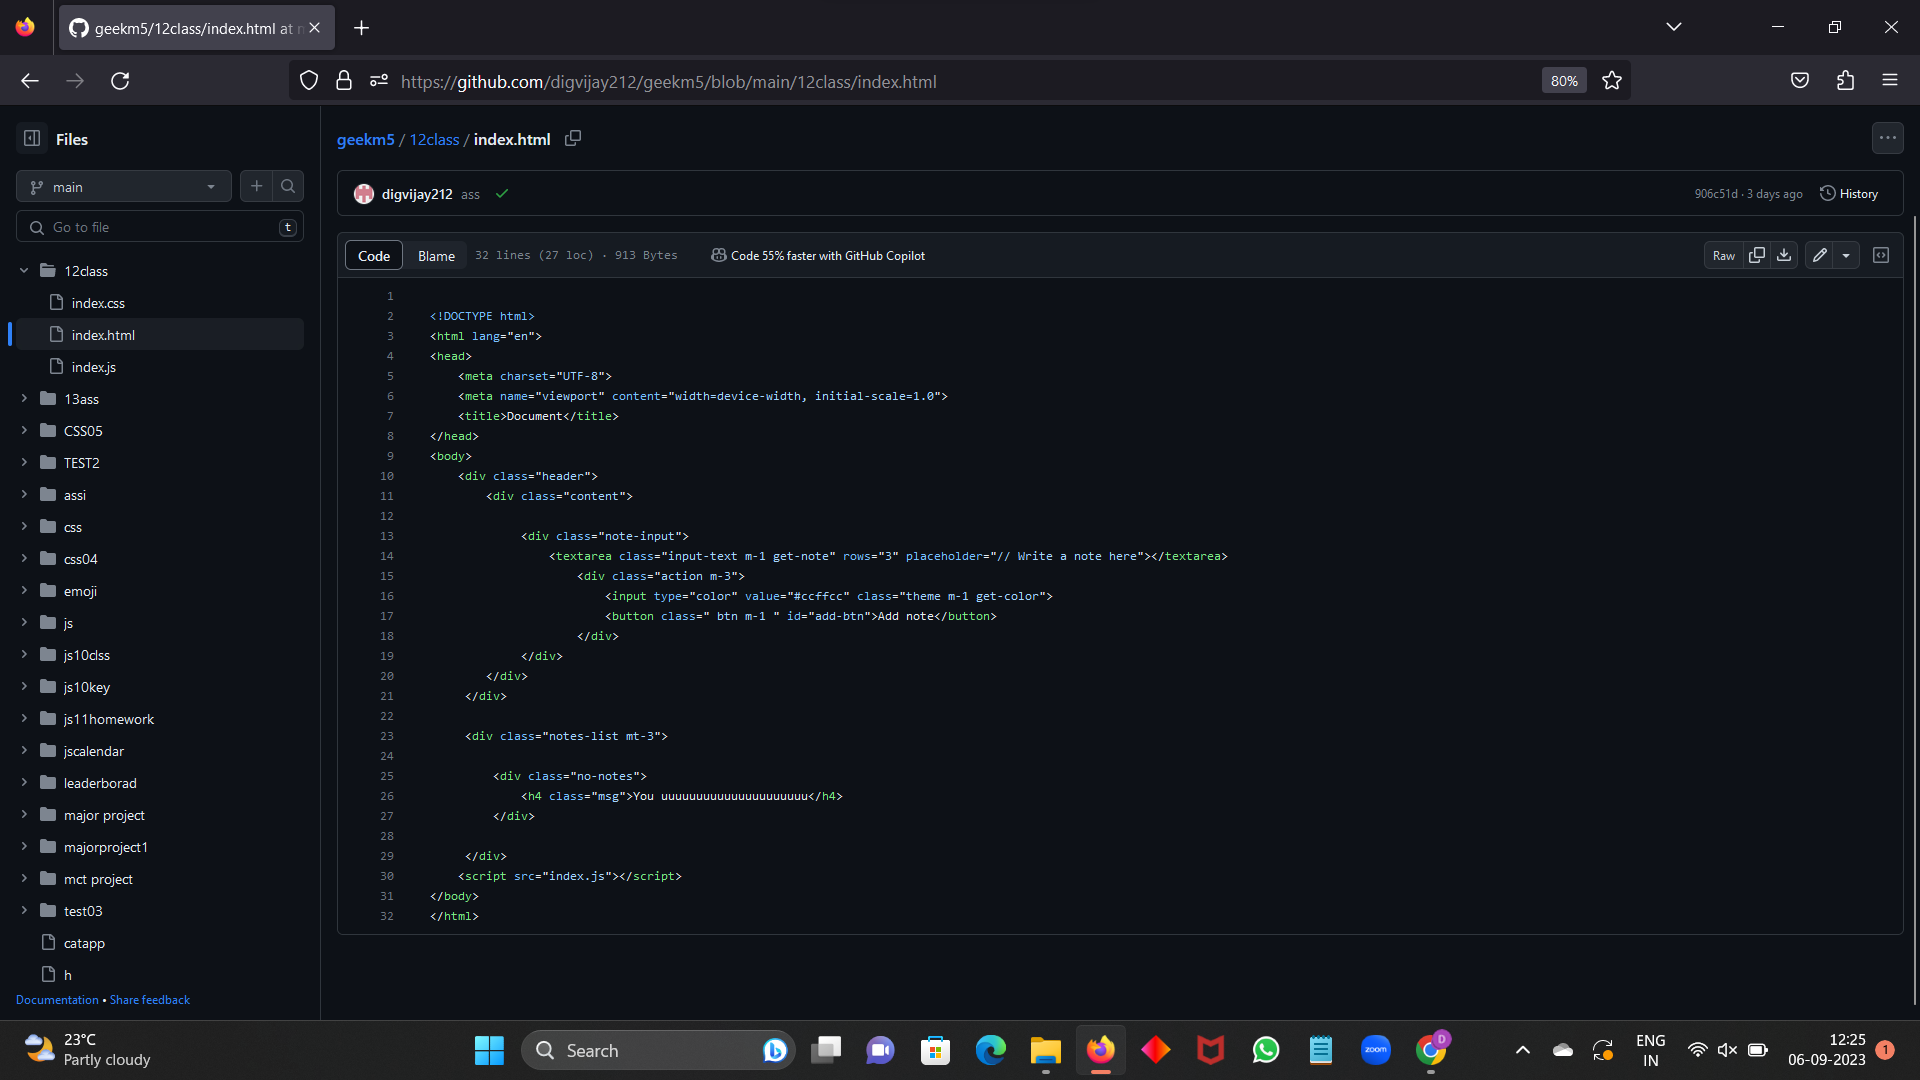 geekm5/12class/index.html at m
https://github.com/digvijay212/geekm5/blob/main/12class/index.html
80%
Files
main
Go to file
t
12class
index.css
index.html
index.js
13ass
CSS05
TEST2
assi
css
css04
emoji
js
js10clss
js10key
js11homework
jscalendar
leaderborad
major project
majorproject1
mct project
test03
catapp
h
Documentation • Share feedback
geekm5 / 12class / index.html
digvijay212 ass
906c51d · 3 days ago
History
Code
Blame
32 lines (27 loc) · 913 Bytes
Code 55% faster with GitHub Copilot
Raw
1
2 <!DOCTYPE html>
3 <html lang="en">
4 <head>
5 <meta charset="UTF-8">
6 <meta name="viewport" content="width=device-width, initial-scale=1.0">
7 <title>Document</title>
8 </head>
9 <body>
10 <div class="header">
11 <div class="content">
12
13 <div class="note-input">
14 <textarea class="input-text m-1 get-note" rows="3" placeholder="// Write a note here"></textarea>
15 <div class="action m-3">
16 <input type="color" value="#ccffcc" class="theme m-1 get-color">
17 <button class=" btn m-1 " id="add-btn">Add note</button>
18 </div>
19 </div>
20 </div>
21 </div>
22
23 <div class="notes-list mt-3">
24
25 <div class="no-notes">
26 <h4 class="msg">You uuuuuuuuuuuuuuuuuuuuu</h4>
27 </div>
28
29 </div>
30 <script src="index.js"></script>
31 </body>
32 </html>
23°C
Partly cloudy
Search
zoom
D
ENG
IN
12:25
06-09-2023
1